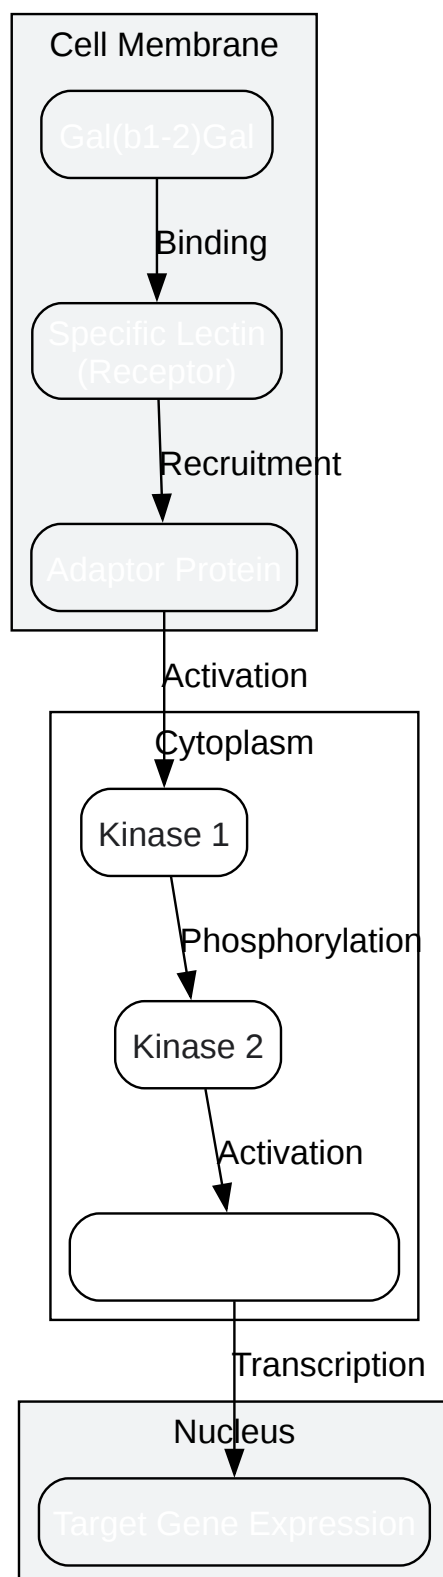 Cell Membrane
Gal(b1-2)Gal
Binding
Specific Lectin
(Receptor)
Recruitment
Adaptor Protein
Activation
Cytoplasm
Kinase 1
Phosphorylation
Kinase 2
Activation
Transcription
Nucleus
Target Gene Expression